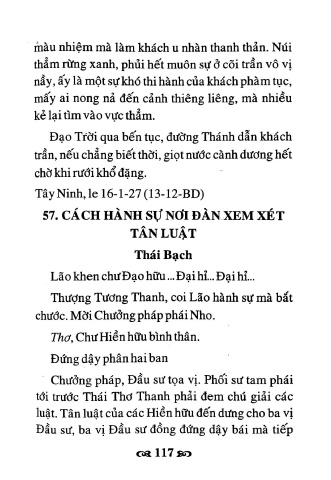 màu nhiệm mà làm khách u nhàn thanh thản. Núi
thẳm rừng xanh, phủi hết muôn sự ở cõi trần vô vị
nầy, ấy là một sự khó thi hành của khách phàm tục,
mấy ai nong nả đến cảnh thiêng liêng, mà nhiều
kẻ lại tìm vào vực thẳm.
Đạo Trời qua bến tục, đường Thánh dẫn khách
trần, nếu chẳng biết thời, giọt nước cành dương hết
chờ khi rưới khổ đặng.
Tây Ninh, le 16-1-27 (13-12-BD)
57. CÁCH HÀNH SỰ NƠI ĐÀN XEM XÉT
TÂN LUẬT
Thái Bạch
Lão khen chư Đạo hữu ... Đại hỉ... Đại hỉ...
Thượng Tương Thanh, coi Lão hành sự mà bắt
chước. Mời Chưởng pháp phái Nho.
Thơ, Chư Hiền hữu bình thân.
Đứng dậy phân hai ban
Chưởng pháp, Đầu sư tọa vị. Phối sư tam phái
tới trước Thái Thơ Thanh phải đem chú giải các
luật. Tân luật của các Hiền hữu đến dưng cho ba vị
Đầu sư, ba vị Đầu sư đồng đứng dậy bái mà tiếp
117